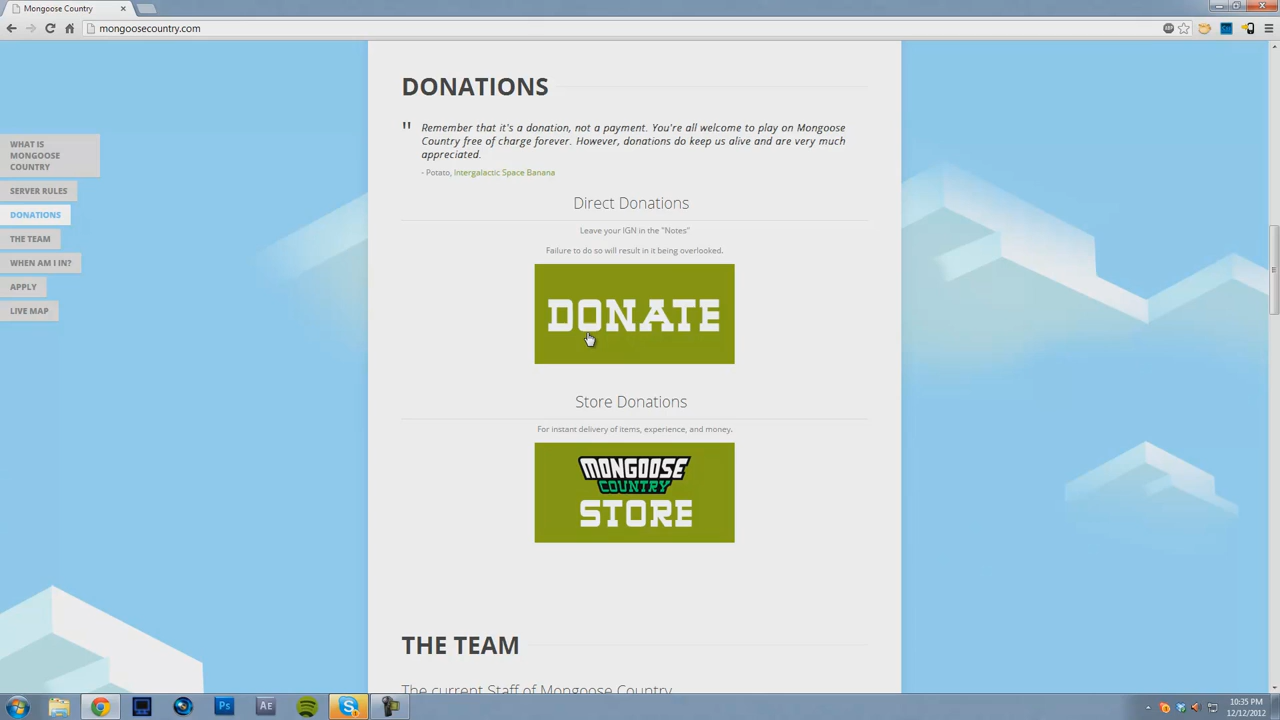 Mongoose Country
mongoosecountry.com
WHAT IS
MONGOOSE
COUNTRY
SERVER RULES
DONATIONS
THE TEAM
WHEN AM I IN?
APPLY
LIVE MAP
DONATIONS
" Remember that it's a donation, not a payment. You're all welcome to play on Mongoose
Country free of charge forever. However, donations do keep us alive and are very much
appreciated.
- Potato, Intergalactic Space Banana
Direct Donations
Leave your IGN in the "Notes"
Failure to do so will result in it being overlooked.
DONATE
Store Donations
For instant delivery of items, experience, and money.
MONGOOSE
COUNTRY
STORE
THE TEAM
The current Staff of Mongoose Country
Ps
Ae
10:35 PM
12/12/2012